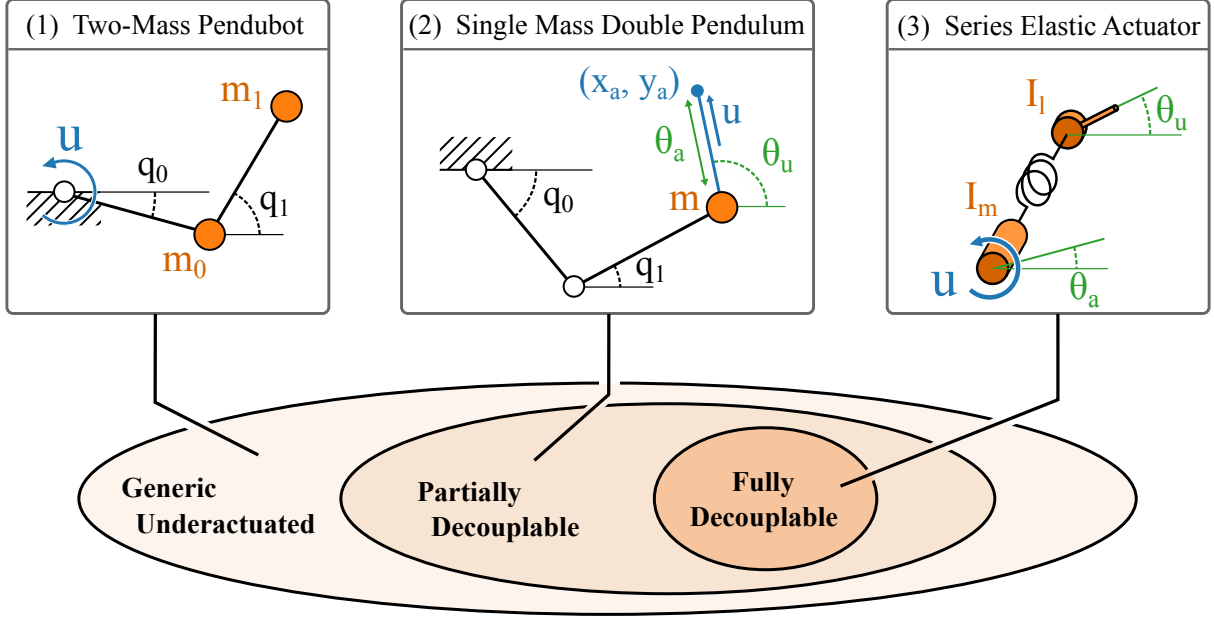 (1) Two-Mass Pendubot
m₁
u
q₀
q₁
m₀
(2) Single Mass Double Pendulum
(xₐ, yₐ)
u
θₐ
θᵤ
q₀
m
q₁
(3) Series Elastic Actuator
Iₗ
θᵤ
Iₘ
u
θₐ
Generic
Underactuated
Partially
Decouplable
Fully
Decouplable